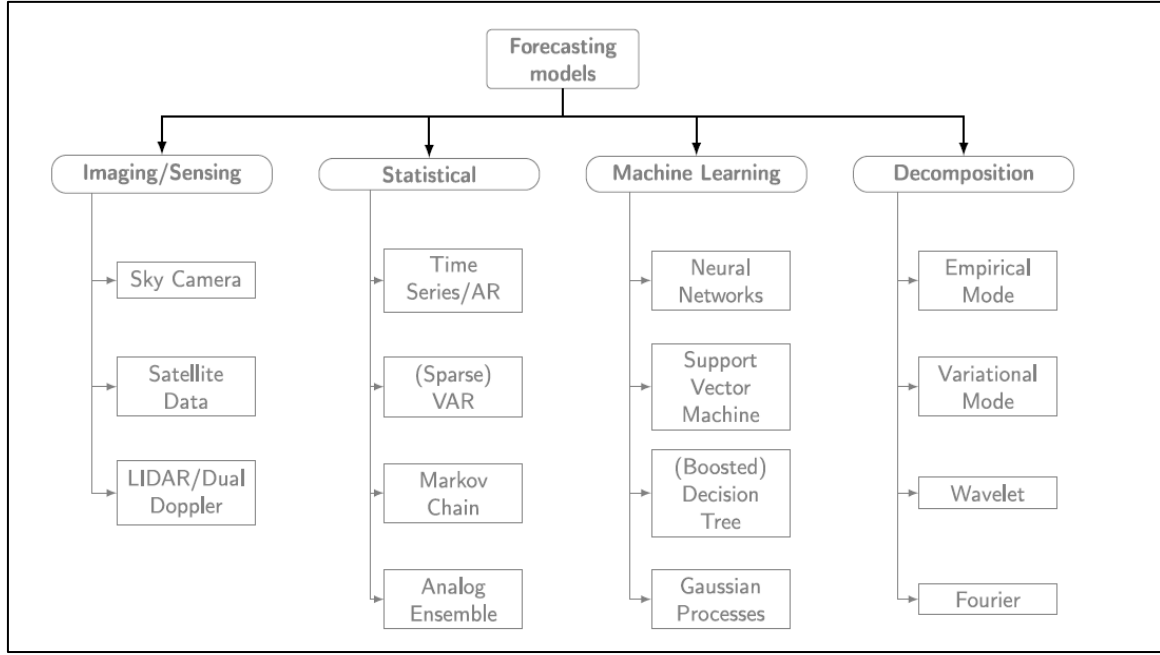 Forecasting
models
Imaging/Sensing
Statistical
Machine Learning
Decomposition
Sky Camera
Satellite
Data
LIDAR/Dual
Doppler
Time
Series/AR
(Sparse)
VAR
Markov
Chain
Analog
Ensemble
Neural
Networks
Support
Vector
Machine
(Boosted)
Decision
Tree
Gaussian
Processes
Empirical
Mode
Variational
Mode
Wavelet
Fourier